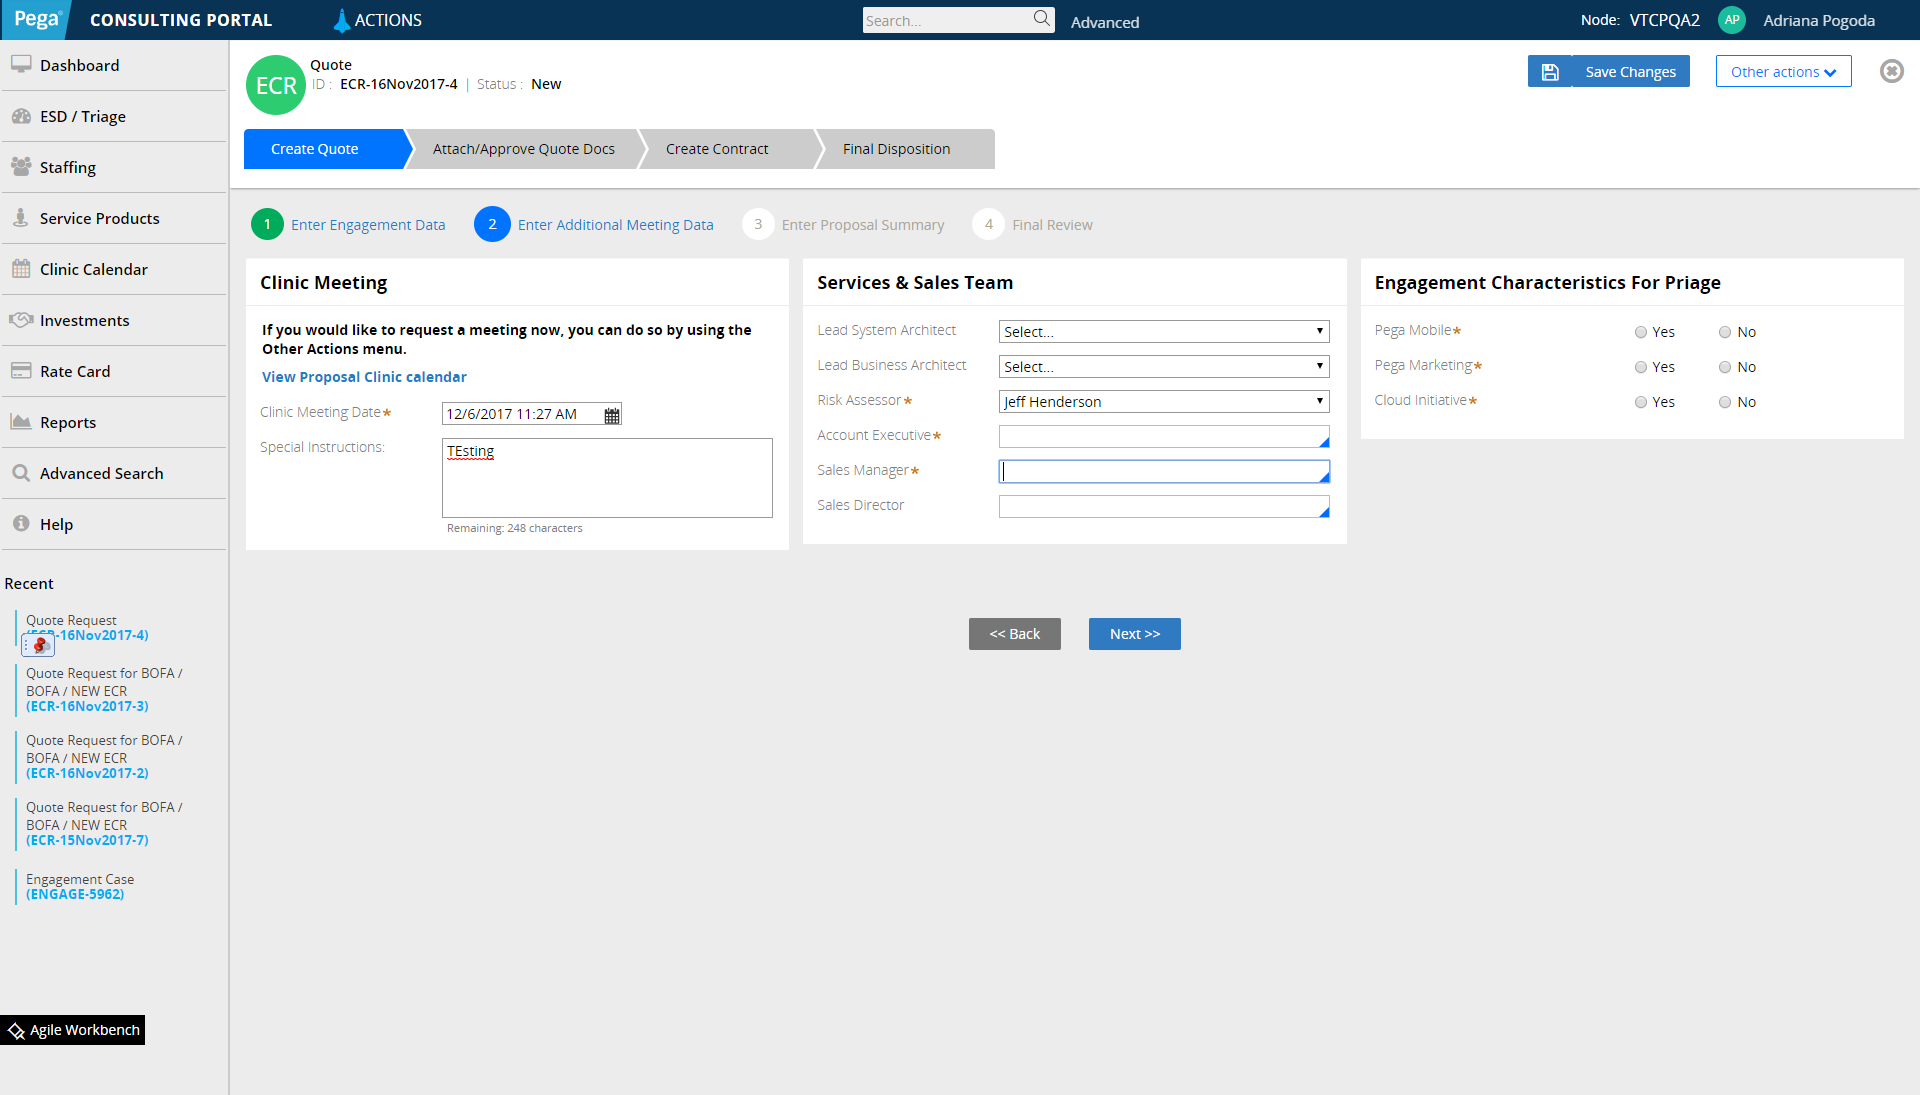 Pega® CONSULTING PORTAL ACTIONS Search... Advanced Node: VTCPQA2 AP Adriana Pogoda
Dashboard
ESD / Triage
Staffing
Service Products
Clinic Calendar
Investments
Rate Card
Reports
Advanced Search
Help
Recent
Quote Request
-16Nov2017-4)
Quote Request for BOFA /
BOFA / NEW ECR
(ECR-16Nov2017-3)
Quote Request for BOFA /
BOFA / NEW ECR
(ECR-16Nov2017-2)
Quote Request for BOFA /
BOFA / NEW ECR
(ECR-15Nov2017-7)
Engagement Case
(ENGAGE-5962)
Agile Workbench
ECR
Quote
ID : ECR-16Nov2017-4 | Status : New
Save Changes
Other actions
Create Quote Attach/Approve Quote Docs Create Contract Final Disposition
1 Enter Engagement Data 2 Enter Additional Meeting Data 3 Enter Proposal Summary 4 Final Review
Clinic Meeting
If you would like to request a meeting now, you can do so by using the
Other Actions menu.
View Proposal Clinic calendar
Clinic Meeting Date* 12/6/2017 11:27 AM
Special Instructions: TEsting
Remaining: 248 characters
Services & Sales Team
Lead System Architect Select...
Lead Business Architect Select...
Risk Assessor* Jeff Henderson
Account Executive*
Sales Manager*
Sales Director
Engagement Characteristics For Priage
Pega Mobile* Yes No
Pega Marketing* Yes No
Cloud Initiative* Yes No
<< Back Next >>